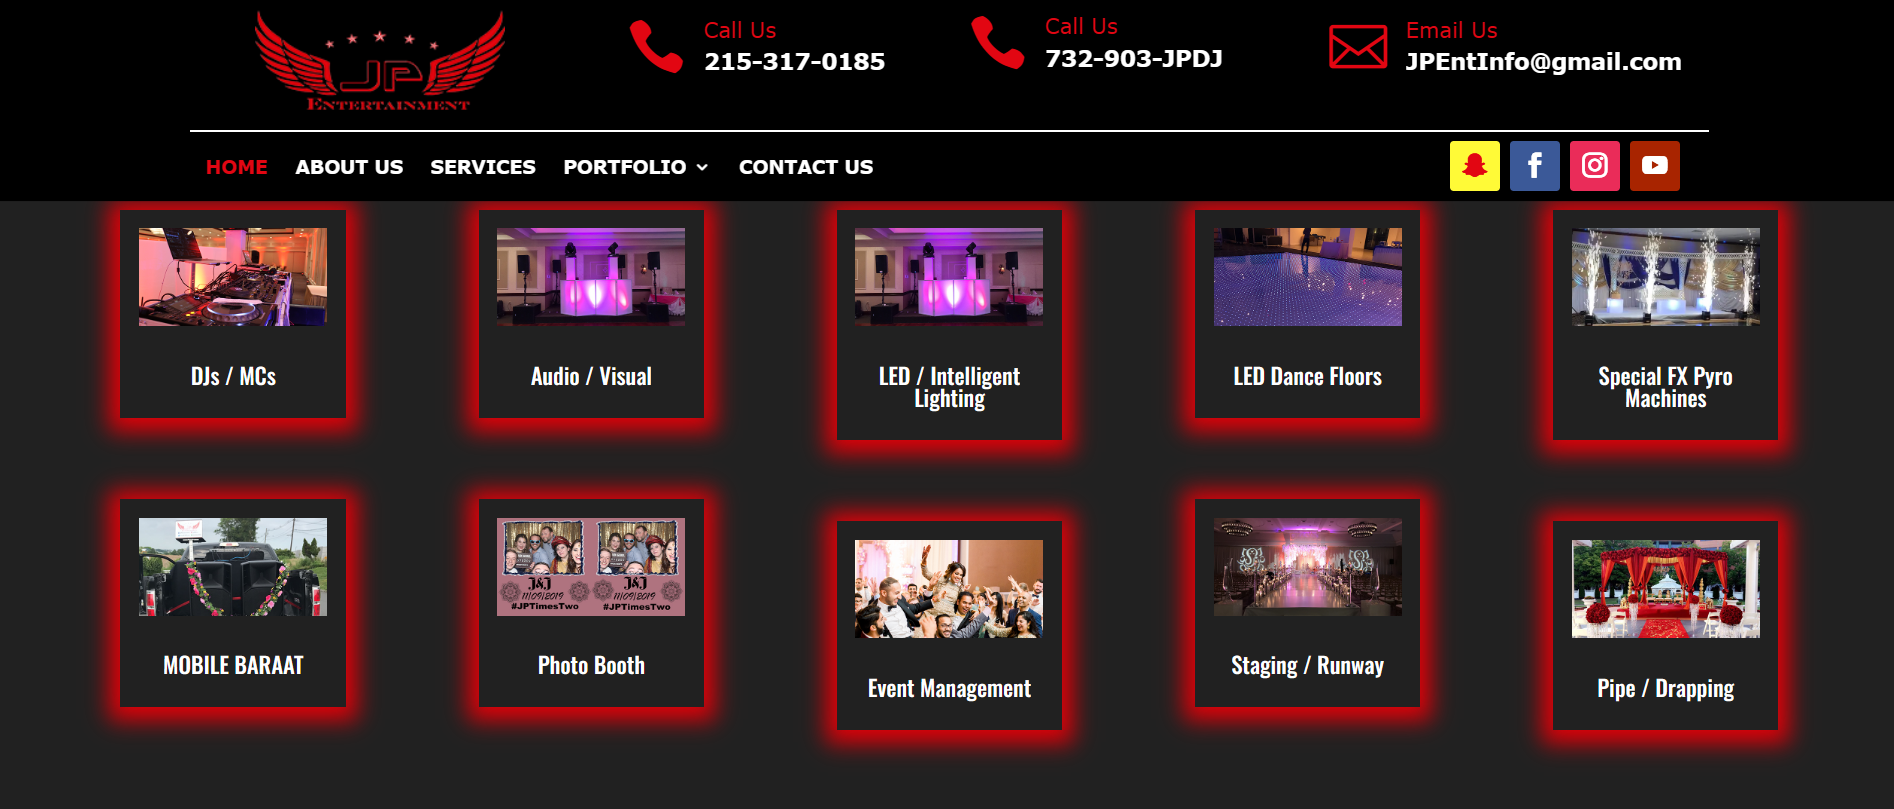 JP
ENTERTAINMENT
Call Us
215-317-0185
Call Us
732-903-JPDJ
Email Us
JPEntInfo@gmail.com
HOME
ABOUT US
SERVICES
PORTFOLIO
CONTACT US
DJs / MCs
Audio / Visual
LED / Intelligent
Lighting
LED Dance Floors
Special FX Pyro
Machines
J&J
11/09/2019
#JPTimesTwo
J&J
11/09/2019
#JPTimesTwo
MOBILE BARAAT
Photo Booth
Event Management
Staging / Runway
Pipe / Drapping